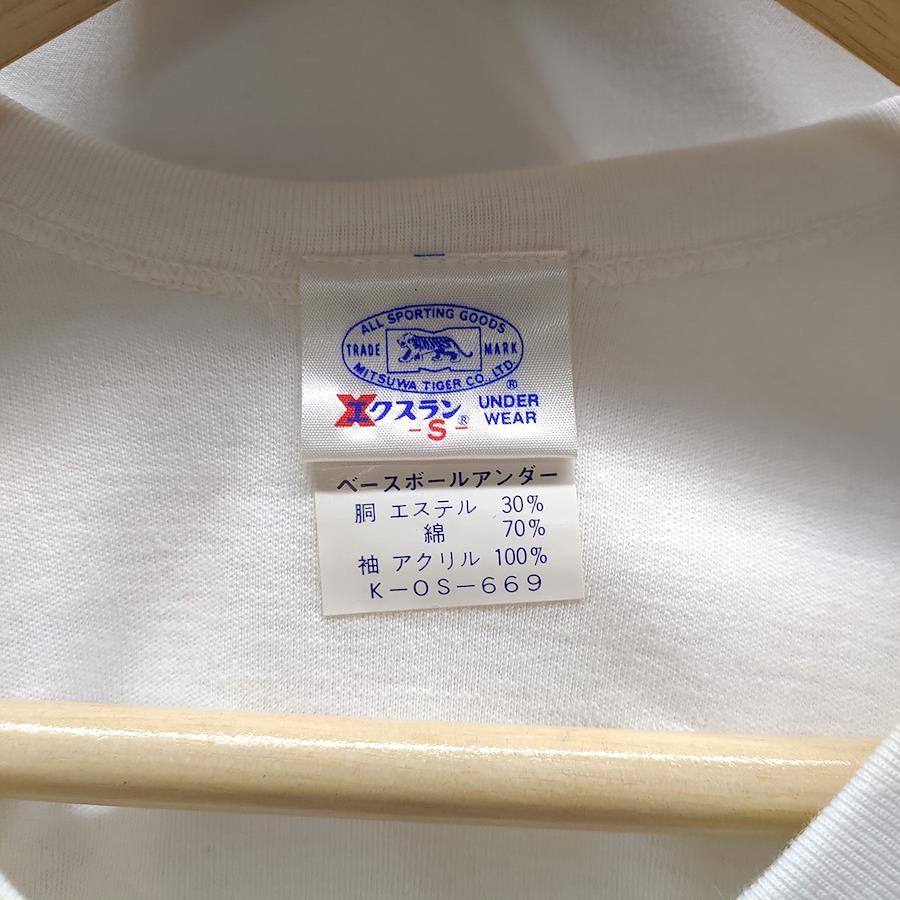 ALL SPORTING GOODS
TRADE MARK
MITSUWA TIGER CO., LTD.
®
エクスラン® UNDER WEAR
-S-
ベースボールアンダー
胴 エステル 30%
綿 70%
袖 アクリル 100%
K-OS-669